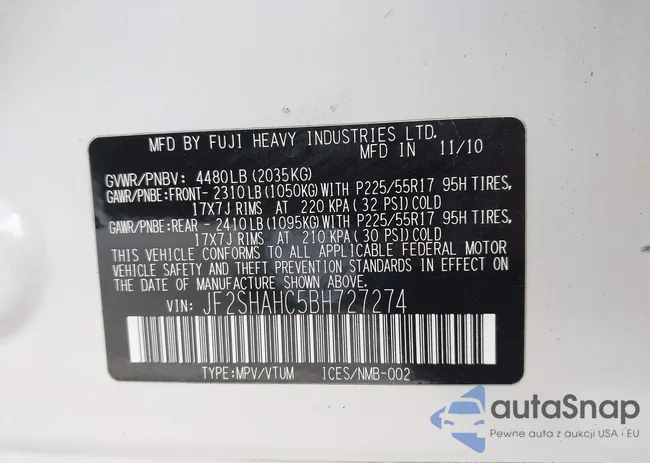 MFD BY FUJI HEAVY INDUSTRIES LTD.
MFD IN 11/10
GVWR/PNBV: 4480LB(2035KG)
GAWR/PNBE:FRONT- 2310LB(1050KG)WITH P225/55R17 95H TIRES,
17X7J RIMS AT 220 KPA( 32 PSI)COLD
GAWR/PNBE:REAR - 2410LB(1095KG)WITH P225/55R17 95H TIRES,
17X7J RIMS AT 210 KPA( 30 PSI)COLD
THIS VEHICLE CONFORMS TO ALL APPLICABLE FEDERAL MOTOR
VEHICLE SAFETY AND THEFT PREVENTION STANDARDS IN EFFECT ON
THE DATE OF MANUFACTURE SHOWN ABOVE.
VIN: JF2SHAHC5BH727274
TYPE:MPV/VTUM ICES/NMB-002
autaSnap
Pewne auta z aukcji USA i EU